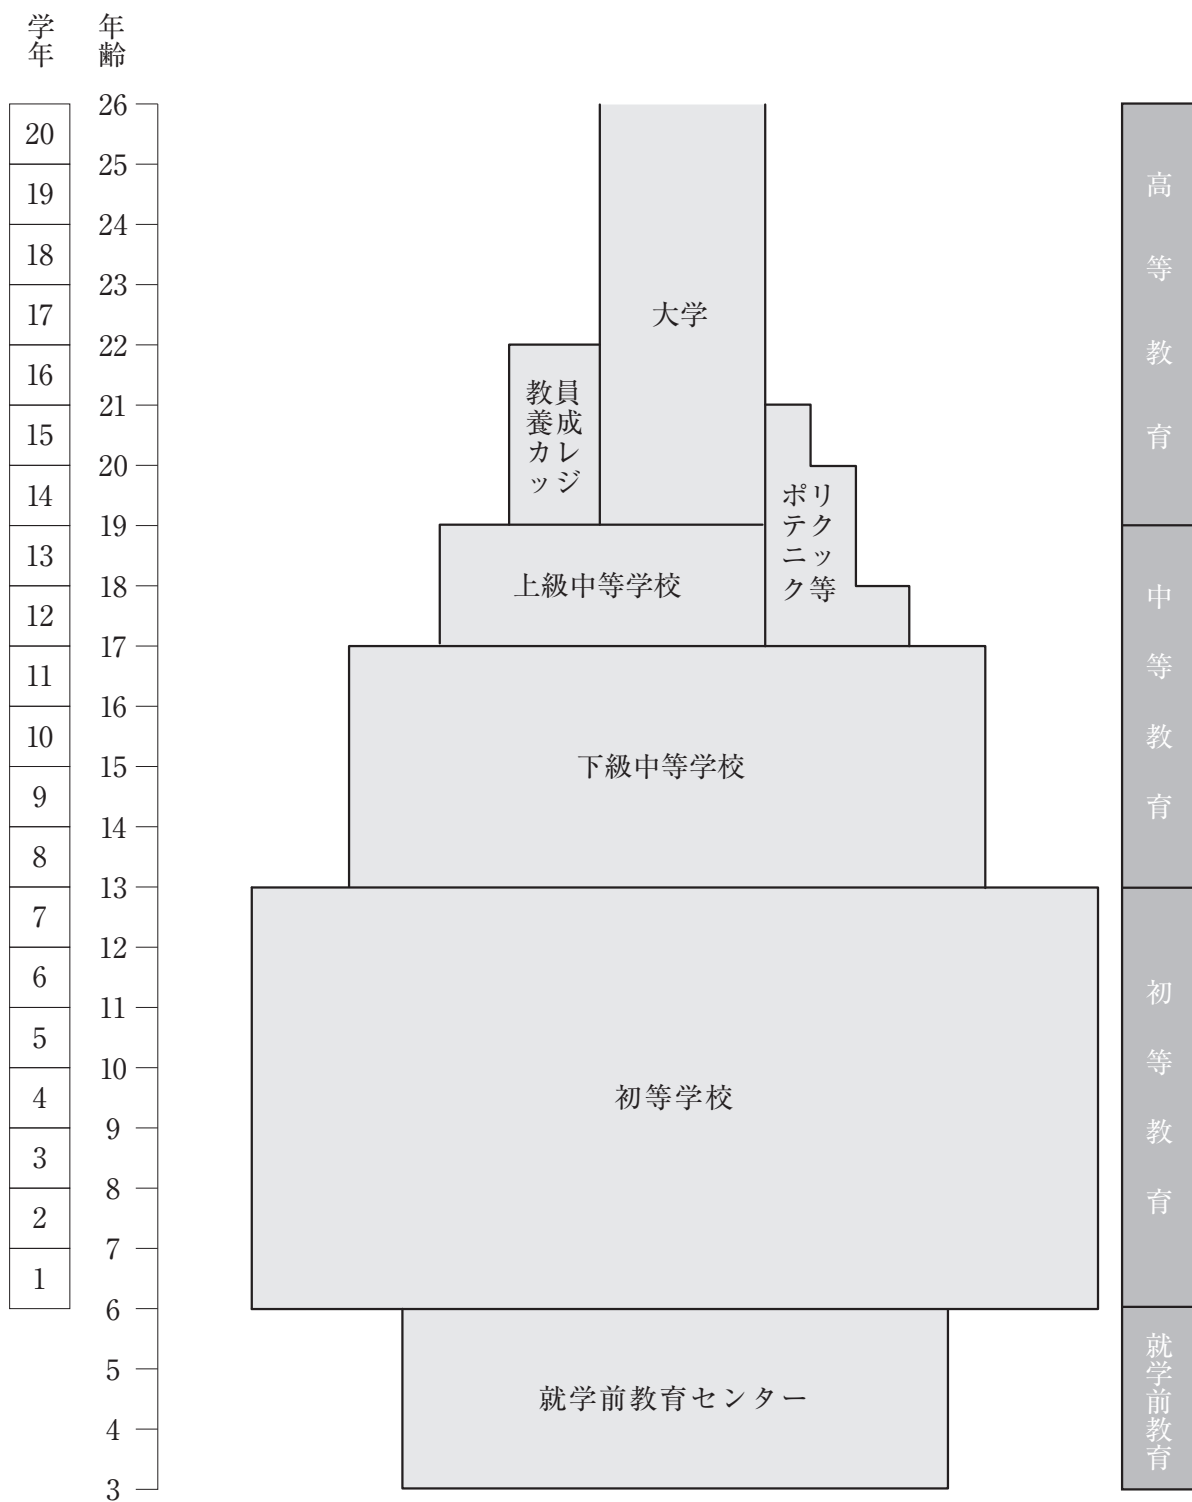 学年
年齢
26
20
25
19
24
18
23
17
22
16
21
15
20
14
19
13
18
12
17
11
16
10
15
9
14
8
13
7
12
6
11
5
10
4
9
3
8
2
7
1
6
5
4
3
大学
教員
養成
カレ
ッジ
ポリ
テク
ニッ
ク等
上級中等学校
下級中等学校
初等学校
就学前教育センター
高等教育
中等教育
初等教育
就学前教育